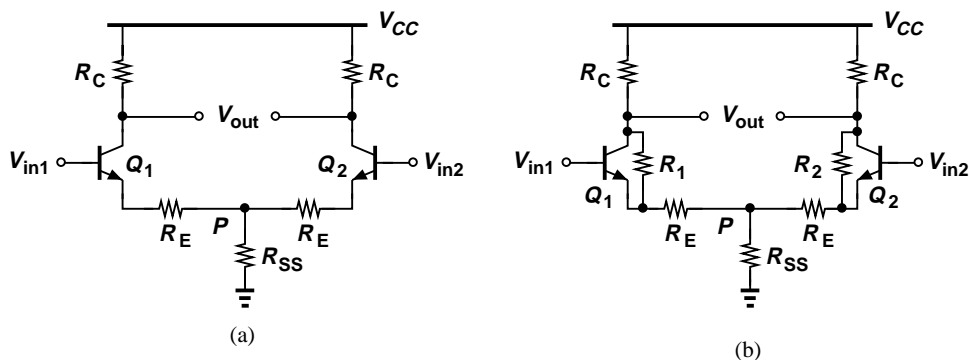 V_CC
R_C
R_C
V_out
V_in1
Q_1
Q_2
V_in2
R_E
P
R_E
R_SS
(a)
V_CC
R_C
R_C
V_out
V_in1
R_1
R_2
V_in2
Q_1
Q_2
R_E
P
R_E
R_SS
(b)